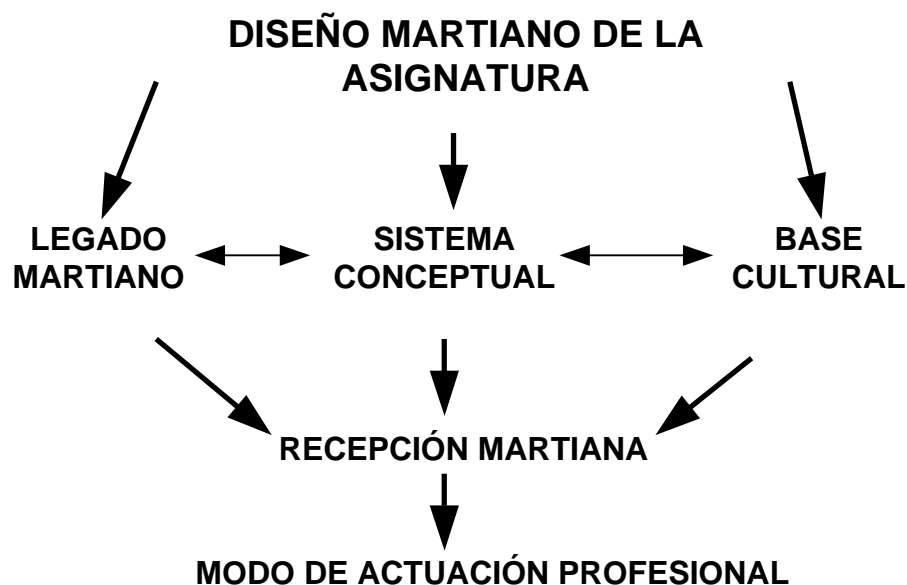 DISEÑO MARTIANO DE LA
ASIGNATURA
LEGADO
MARTIANO
SISTEMA
CONCEPTUAL
BASE
CULTURAL
RECEPCIÓN MARTIANA
MODO DE ACTUACIÓN PROFESIONAL